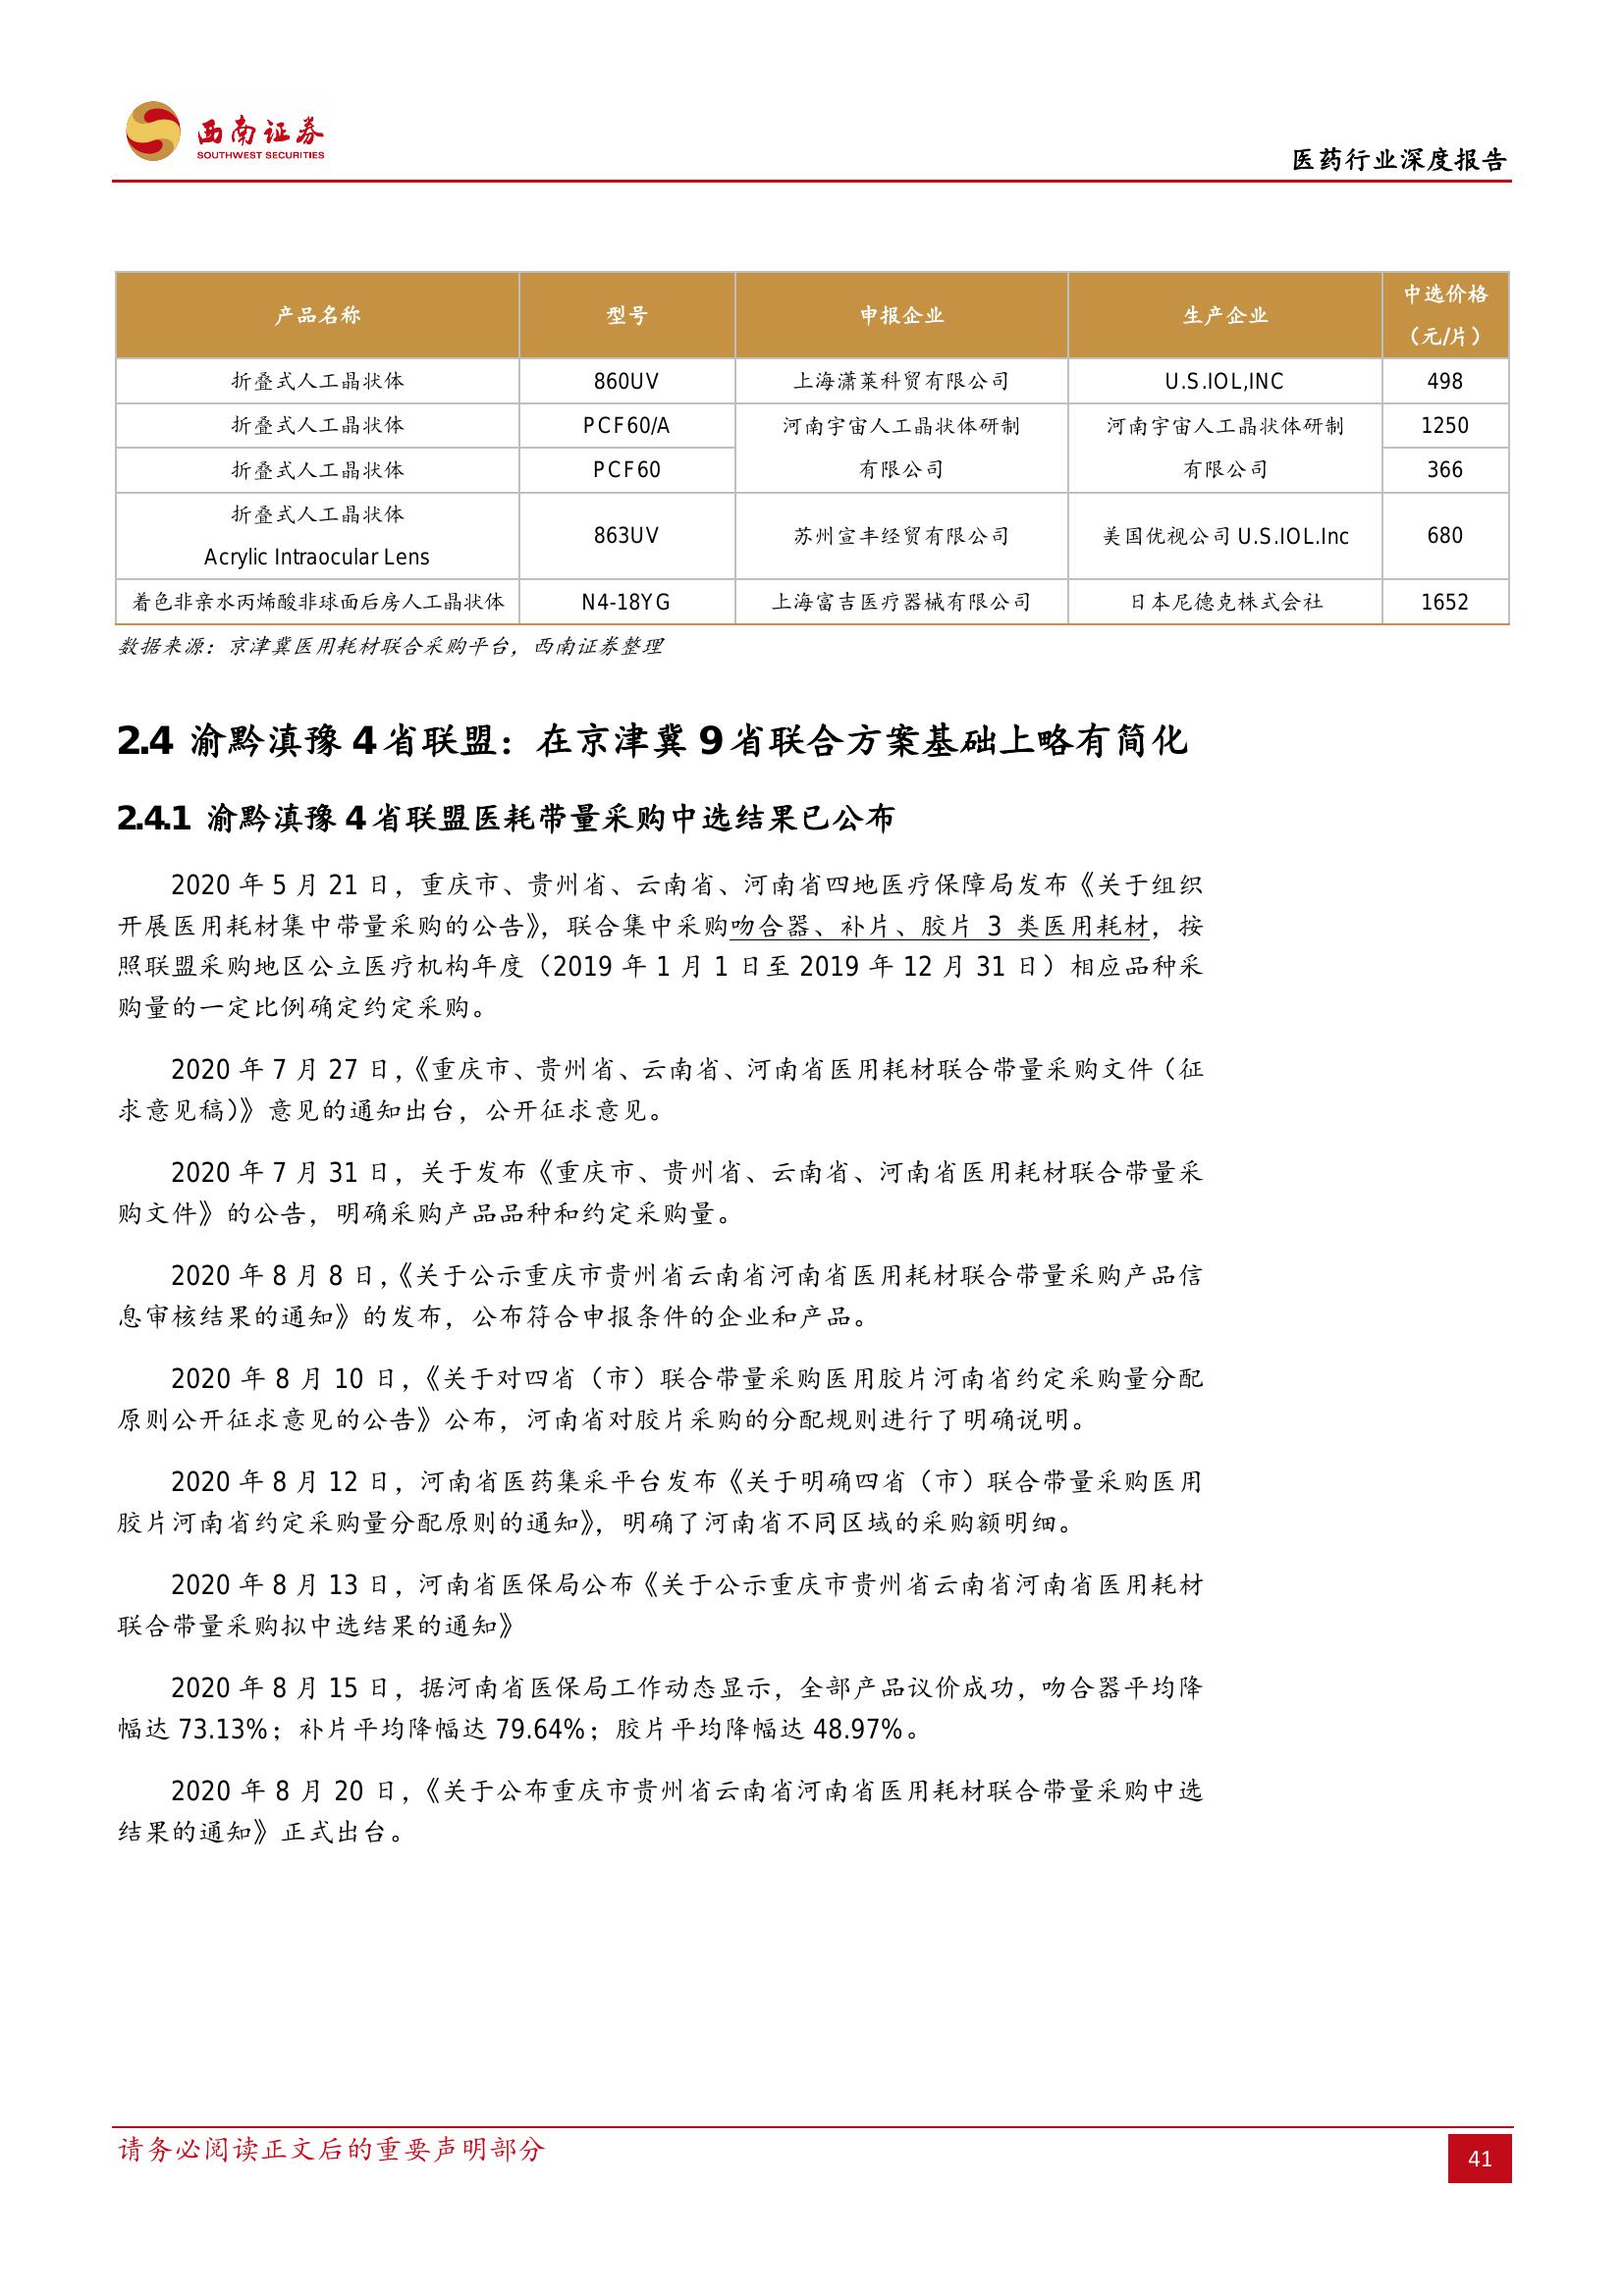 西南证券
SOUTHWEST SECURITIES
医药行业深度报告
产品名称 型号 申报企业 生产企业 中选价格
（元/片）
折叠式人工晶状体 860UV 上海潇莱科贸有限公司 U.S.IOL,INC 498
折叠式人工晶状体 PCF60/A 河南宇宙人工晶状体研制 河南宇宙人工晶状体研制 1250
折叠式人工晶状体 PCF60 有限公司 有限公司 366
折叠式人工晶状体
Acrylic Intraocular Lens 863UV 苏州宣丰经贸有限公司 美国优视公司 U.S.IOL.Inc 680
着色非亲水丙烯酸非球面后房人工晶状体 N4-18YG 上海富吉医疗器械有限公司 日本尼德克株式会社 1652
数据来源：京津冀医用耗材联合采购平台，西南证券整理
2.4 渝黔滇豫 4 省联盟：在京津冀 9 省联合方案基础上略有简化
2.4.1 渝黔滇豫 4 省联盟医耗带量采购中选结果已公布
2020 年 5 月 21 日，重庆市、贵州省、云南省、河南省四地医疗保障局发布《关于组织
开展医用耗材集中带量采购的公告》，联合集中采购吻合器、补片、胶片 3 类医用耗材，按
照联盟采购地区公立医疗机构年度（2019 年 1 月 1 日至 2019 年 12 月 31 日）相应品种采
购量的一定比例确定约定采购。
2020 年 7 月 27 日，《重庆市、贵州省、云南省、河南省医用耗材联合带量采购文件（征
求意见稿）》意见的通知出台，公开征求意见。
2020 年 7 月 31 日，关于发布《重庆市、贵州省、云南省、河南省医用耗材联合带量采
购文件》的公告，明确采购产品品种和约定采购量。
2020 年 8 月 8 日，《关于公示重庆市贵州省云南省河南省医用耗材联合带量采购产品信
息审核结果的通知》的发布，公布符合申报条件的企业和产品。
2020 年 8 月 10 日，《关于对四省（市）联合带量采购医用胶片河南省约定采购量分配
原则公开征求意见的公告》公布，河南省对胶片采购的分配规则进行了明确说明。
2020 年 8 月 12 日，河南省医药集采平台发布《关于明确四省（市）联合带量采购医用
胶片河南省约定采购量分配原则的通知》，明确了河南省不同区域的采购额明细。
2020 年 8 月 13 日，河南省医保局公布《关于公示重庆市贵州省云南省河南省医用耗材
联合带量采购拟中选结果的通知》
2020 年 8 月 15 日，据河南省医保局工作动态显示，全部产品议价成功，吻合器平均降
幅达 73.13%；补片平均降幅达 79.64%；胶片平均降幅达 48.97%。
2020 年 8 月 20 日，《关于公布重庆市贵州省云南省河南省医用耗材联合带量采购中选
结果的通知》正式出台。
请务必阅读正文后的重要声明部分
41